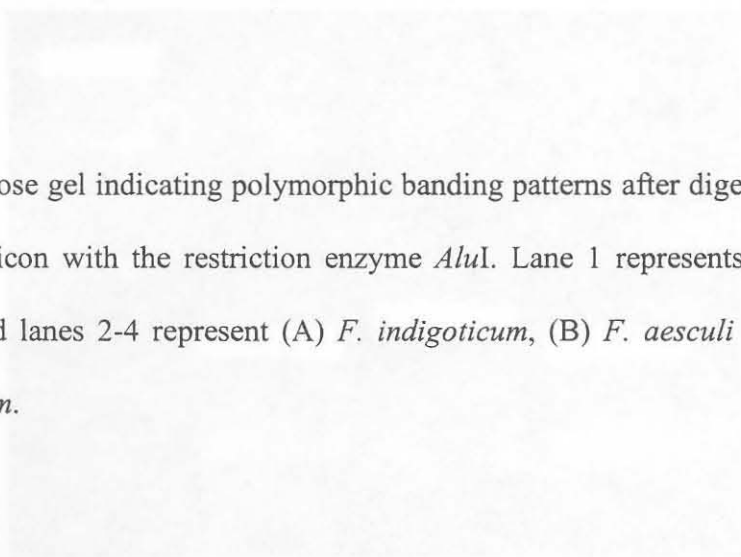 ose gel indicating polymorphic banding patterns after dige
icon with the restriction enzyme AluI. Lane 1 represents
d lanes 2-4 represent (A) F. indigoticum, (B) F. aesculi
n.